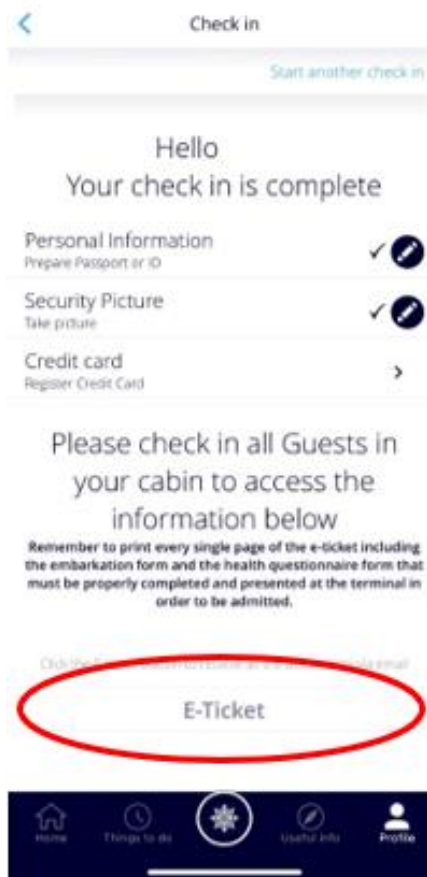 Check in
Start another check in
Hello
Your check in is complete
Personal Information
Prepare Passport or ID
Security Picture
Take picture
Credit card
Register Credit Card
Please check in all Guests in
your cabin to access the
information below
Remember to print every single page of the e-ticket including
the embarkation form and the health questionnaire form that
must be properly completed and presented at the terminal in
order to be admitted.
Click the
email
E-Ticket
Home
Things to do
Useful info
Profile